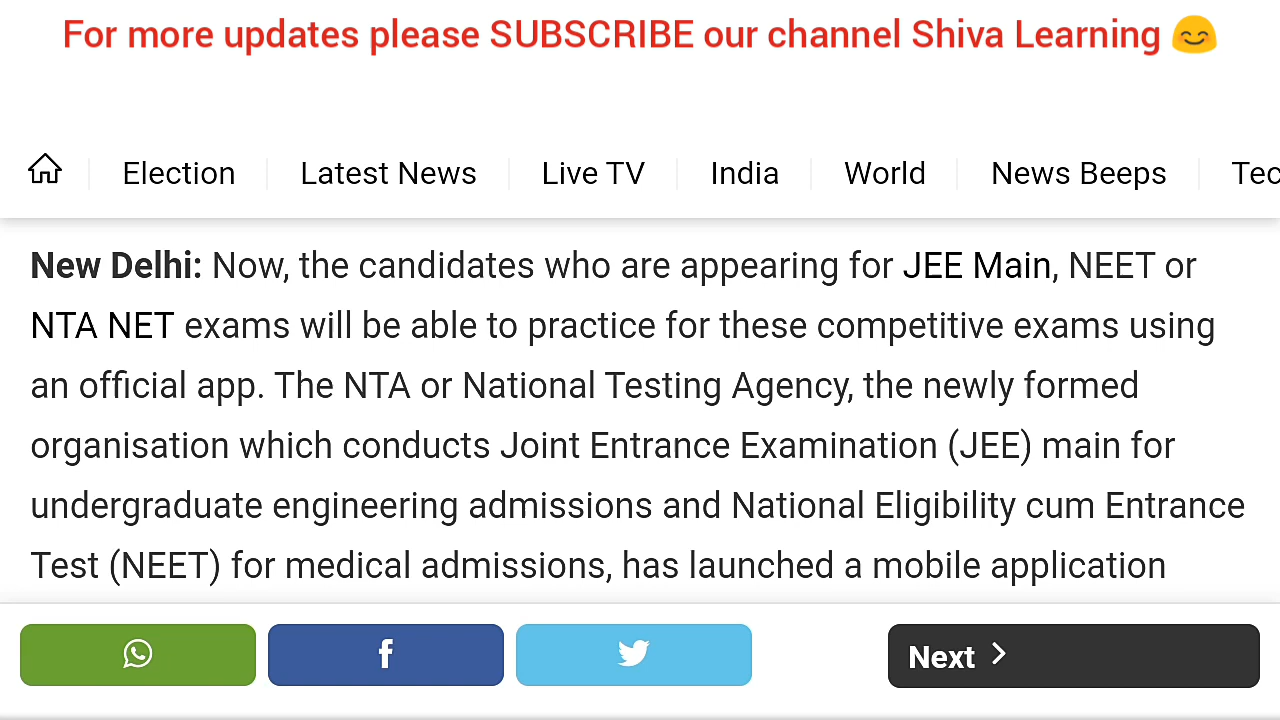 For more updates please SUBSCRIBE our channel Shiva Learning 😊
Election Latest News Live TV India World News Beeps Tec
New Delhi: Now, the candidates who are appearing for JEE Main, NEET or
NTA NET exams will be able to practice for these competitive exams using
an official app. The NTA or National Testing Agency, the newly formed
organisation which conducts Joint Entrance Examination (JEE) main for
undergraduate engineering admissions and National Eligibility cum Entrance
Test (NEET) for medical admissions, has launched a mobile application
Next